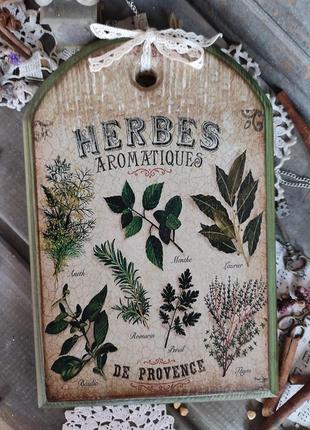 HERBES
AROMATIQUES
Aneth
Menthe
Laurier
Romarin
Persil
Basilic
Thym
DE PROVENCE